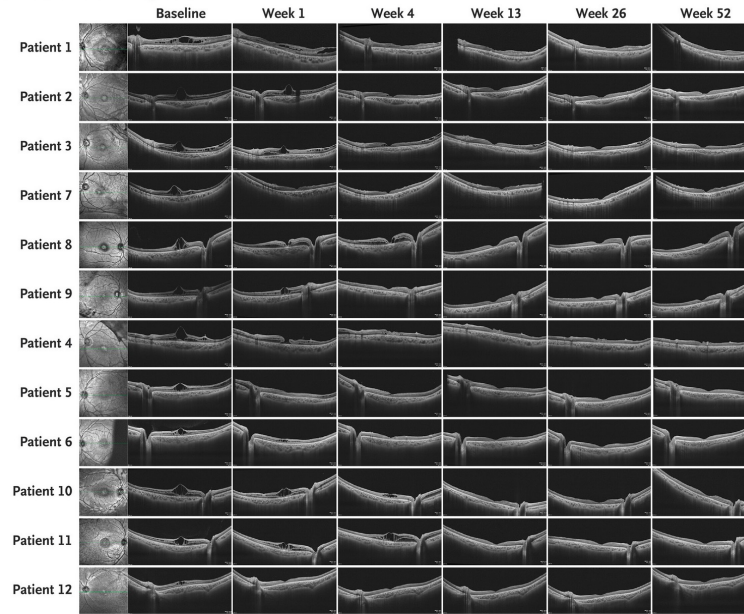 Baseline Week 1 Week 4 Week 13 Week 26 Week 52
Patient 1
Patient 2
Patient 3
Patient 7
Patient 8
Patient 9
Patient 4
Patient 5
Patient 6
Patient 10
Patient 11
Patient 12